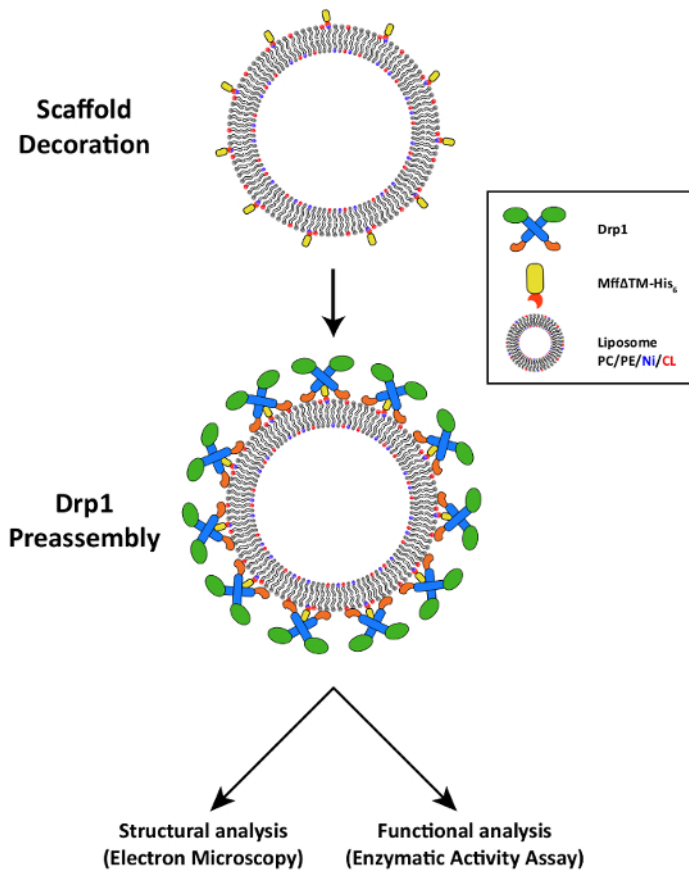 Scaffold
Decoration
Drp1
MffΔTM-His₆
Liposome
PC/PE/Ni/CL
Drp1
Preassembly
Structural analysis
(Electron Microscopy)
Functional analysis
(Enzymatic Activity Assay)